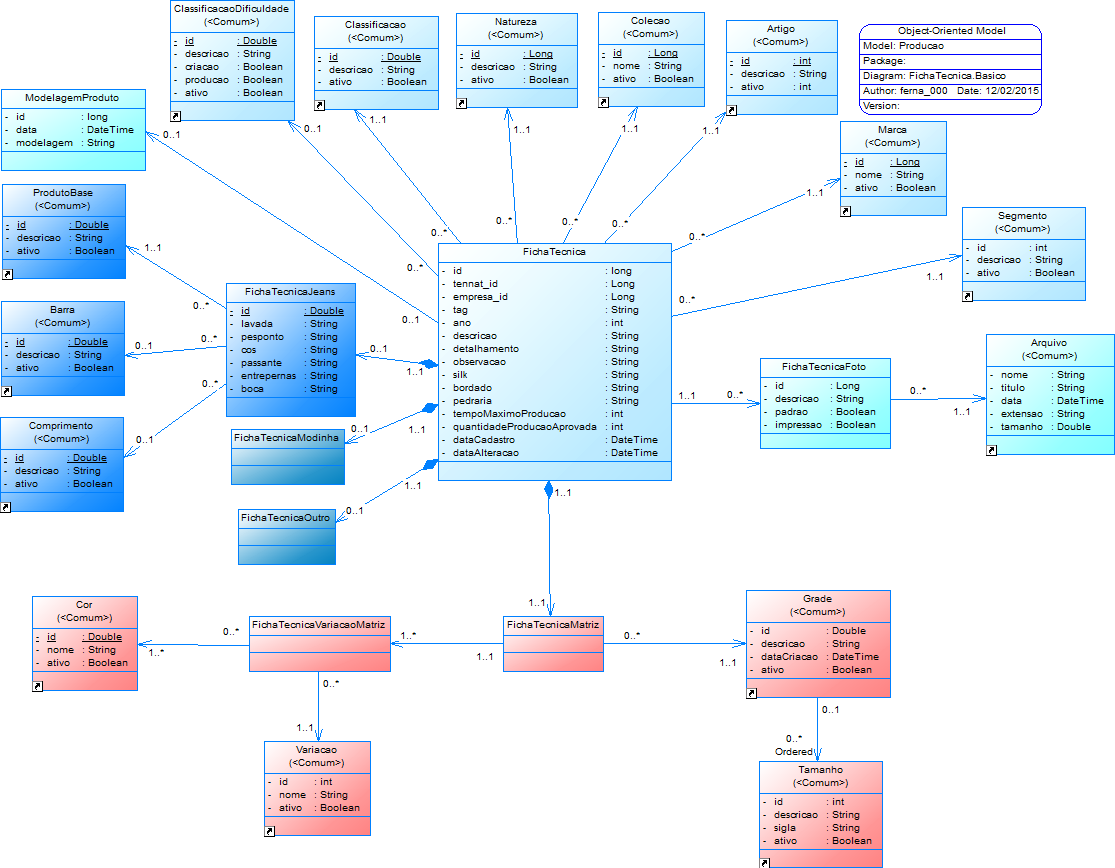 ClassificacaoDificuldade
(<Comum>)
- id : Double
- descricao : String
- criacao : Boolean
- producao : Boolean
- ativo : Boolean
Classificacao
(<Comum>)
- id : Double
- descricao : String
- ativo : Boolean
Natureza
(<Comum>)
- id : Long
- descricao : String
- ativo : Boolean
Colecao
(<Comum>)
- id : Long
- nome : String
- ativo : Boolean
Artigo
(<Comum>)
- id : int
- descricao : String
- ativo : int
Object-Oriented Model
Model: Producao
Package:
Diagram: FichaTecnica.Basico
Author: ferna_000 Date: 12/02/2015
Version:
ModelagemProduto
- id : long
- data : DateTime
- modelagem : String
Marca
(<Comum>)
- id : Long
- nome : String
- ativo : Boolean
ProdutoBase
(<Comum>)
- id : Double
- descricao : String
- ativo : Boolean
Segmento
(<Comum>)
- id : int
- descricao : String
- ativo : Boolean
0..1
0..1
1..1
1..1
1..1
1..1
1..1
1..1
1..1
0..*
0..*
0..*
0..*
0..*
0..*
0..*
0..1
FichaTecnica
- id : long
- tennat_id : Long
- empresa_id : Long
- tag : String
- ano : int
- descricao : String
- detalhamento : String
- observacao : String
- silk : String
- bordado : String
- pedraria : String
- tempoMaximoProducao : int
- quantidadeProducaoAprovada : int
- dataCadastro : DateTime
- dataAlteracao : DateTime
FichaTecnicaJeans
- id : Double
- lavada : String
- pesponto : String
- cos : String
- passante : String
- entrepernas : String
- boca : String
0..*
0..*
0..*
0..1
0..1
0..1
1..1
Barra
(<Comum>)
- id : Double
- descricao : String
- ativo : Boolean
Comprimento
(<Comum>)
- id : Double
- descricao : String
- ativo : Boolean
FichaTecnicaModinha
0..1
1..1
FichaTecnicaOutro
0..1
1..1
1..1
0..*
FichaTecnicaFoto
- id : Long
- descricao : String
- padrao : Boolean
- impressao : Boolean
0..*
1..1
Arquivo
(<Comum>)
- nome : String
- titulo : String
- data : DateTime
- extensao : String
- tamanho : Double
1..1
1..1
Cor
(<Comum>)
- id : Double
- nome : String
- ativo : Boolean
0..*
1..*
FichaTecnicaVariacaoMatriz
1..*
1..1
FichaTecnicaMatriz
0..*
1..1
Grade
(<Comum>)
- id : Double
- descricao : String
- dataCriacao : DateTime
- ativo : Boolean
0..*
1..1
Variacao
(<Comum>)
- id : int
- nome : String
- ativo : Boolean
0..1
0..*
Ordered
Tamanho
(<Comum>)
- id : int
- descricao : String
- sigla : String
- ativo : Boolean